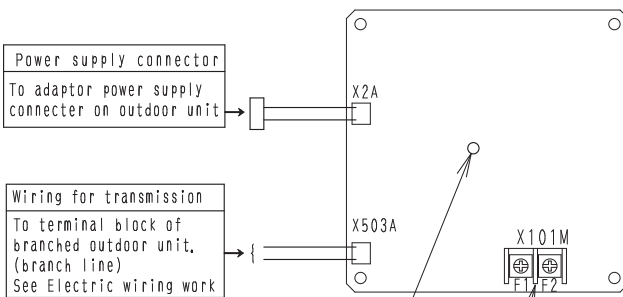 Power supply connector
To adaptor power supply
connecter on outdoor unit
X2A
Wiring for transmission
To terminal block of
branched outdoor unit.
(branch line)
See Electric wiring work
X503A
X101M
F1 F2